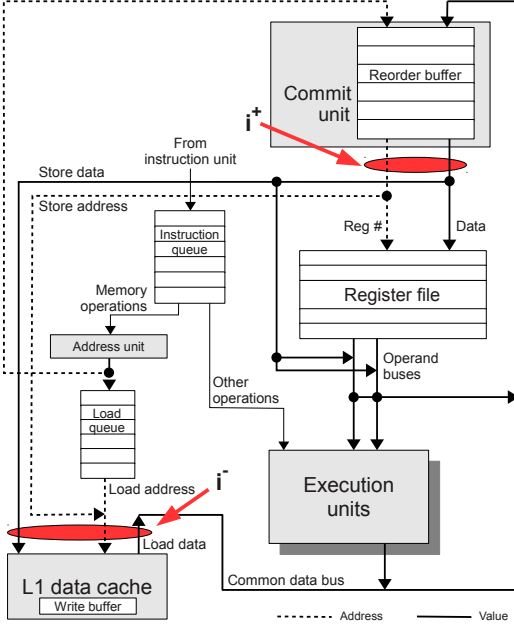 Reorder buffer
Commit
unit
i+
From
instruction unit
Store data
Store address
Instruction
queue
Reg #
Data
Memory
operations
Register file
Address unit
Operand
buses
Other
operations
Load
queue
Load address
i-
Execution
units
Load data
L1 data cache
Write buffer
Common data bus
Address
Value